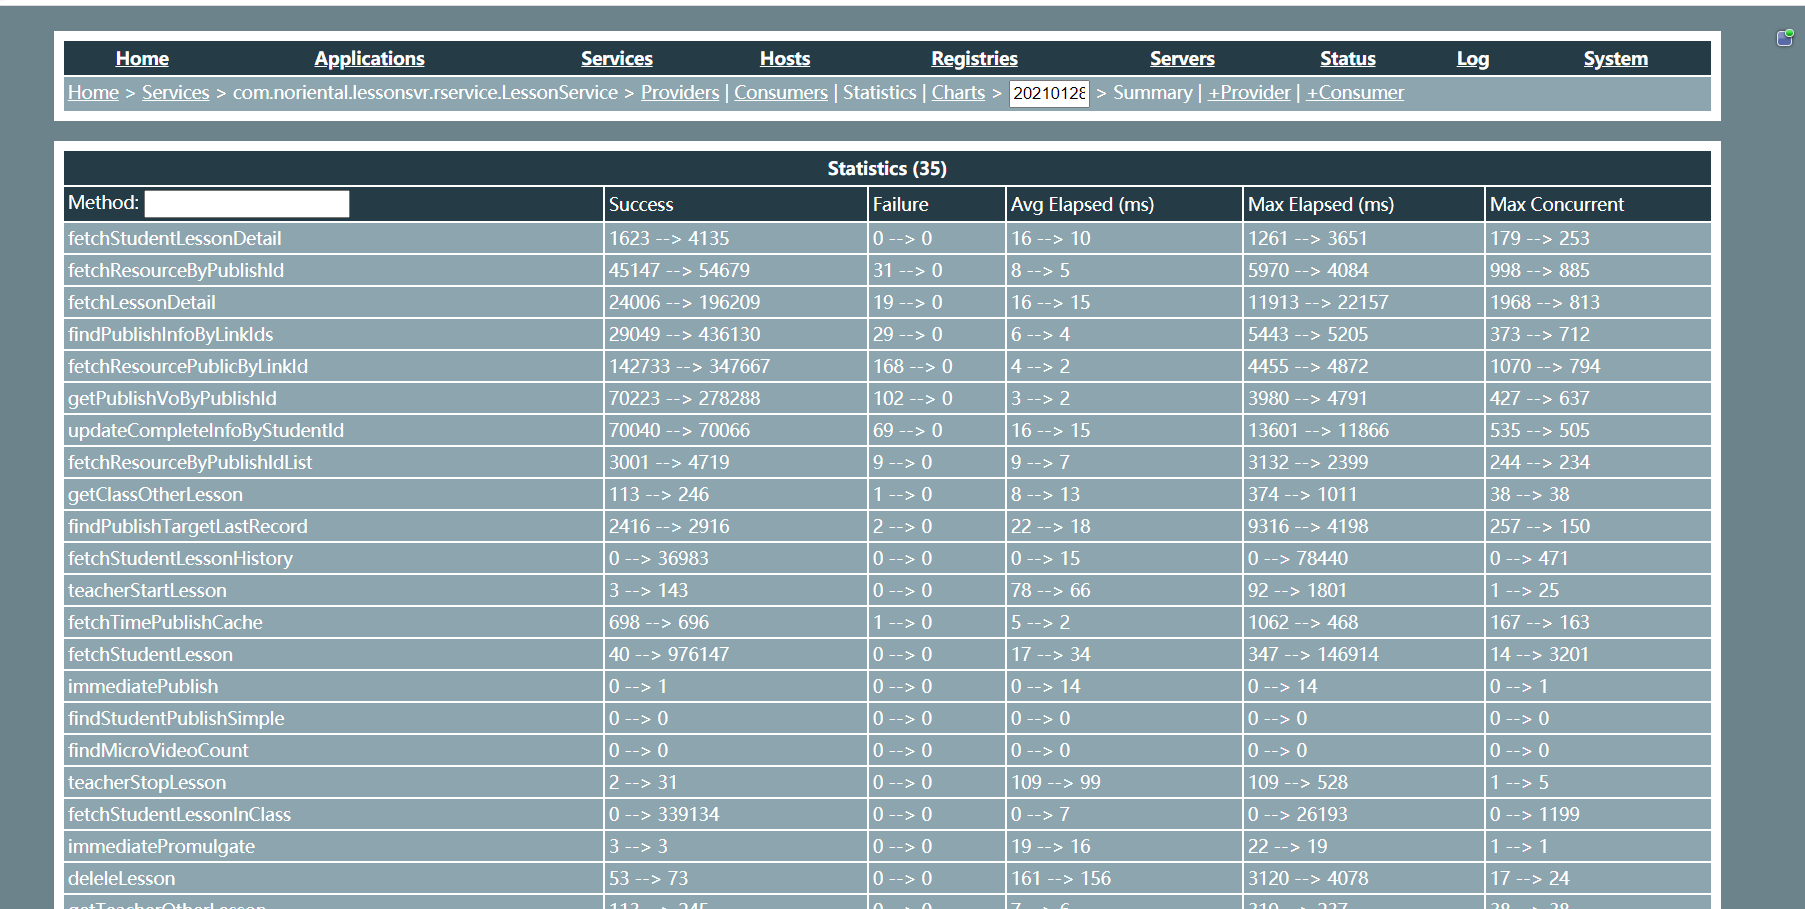 Home Applications Services Hosts Registries Servers Status Log System
Home > Services > com.noriental.lessonsvr.rservice.LessonService > Providers | Consumers | Statistics | Charts > 20210128 > Summary | +Provider | +Consumer
Statistics (35)
Method: Success Failure Avg Elapsed (ms) Max Elapsed (ms) Max Concurrent
fetchStudentLessonDetail 1623 --> 4135 0 --> 0 16 --> 10 1261 --> 3651 179 --> 253
fetchResourceByPublishId 45147 --> 54679 31 --> 0 8 --> 5 5970 --> 4084 998 --> 885
fetchLessonDetail 24006 --> 196209 19 --> 0 16 --> 15 11913 --> 22157 1968 --> 813
findPublishInfoByLinkIds 29049 --> 436130 29 --> 0 6 --> 4 5443 --> 5205 373 --> 712
fetchResourcePublicByLinkId 142733 --> 347667 168 --> 0 4 --> 2 4455 --> 4872 1070 --> 794
getPublishVoByPublishId 70223 --> 278288 102 --> 0 3 --> 2 3980 --> 4791 427 --> 637
updateCompleteInfoByStudentId 70040 --> 70066 69 --> 0 16 --> 15 13601 --> 11866 535 --> 505
fetchResourceByPublishIdList 3001 --> 4719 9 --> 0 9 --> 7 3132 --> 2399 244 --> 234
getClassOtherLesson 113 --> 246 1 --> 0 8 --> 13 374 --> 1011 38 --> 38
findPublishTargetLastRecord 2416 --> 2916 2 --> 0 22 --> 18 9316 --> 4198 257 --> 150
fetchStudentLessonHistory 0 --> 36983 0 --> 0 0 --> 15 0 --> 78440 0 --> 471
teacherStartLesson 3 --> 143 0 --> 0 78 --> 66 92 --> 1801 1 --> 25
fetchTimePublishCache 698 --> 696 1 --> 0 5 --> 2 1062 --> 468 167 --> 163
fetchStudentLesson 40 --> 976147 0 --> 0 17 --> 34 347 --> 146914 14 --> 3201
immediatePublish 0 --> 1 0 --> 0 0 --> 14 0 --> 14 0 --> 1
findStudentPublishSimple 0 --> 0 0 --> 0 0 --> 0 0 --> 0 0 --> 0
findMicroVideoCount 0 --> 0 0 --> 0 0 --> 0 0 --> 0 0 --> 0
teacherStopLesson 2 --> 31 0 --> 0 109 --> 99 109 --> 528 1 --> 5
fetchStudentLessonInClass 0 --> 339134 0 --> 0 0 --> 7 0 --> 26193 0 --> 1199
immediatePromulgate 3 --> 3 0 --> 0 19 --> 16 22 --> 19 1 --> 1
deleleLesson 53 --> 73 0 --> 0 161 --> 156 3120 --> 4078 17 --> 24